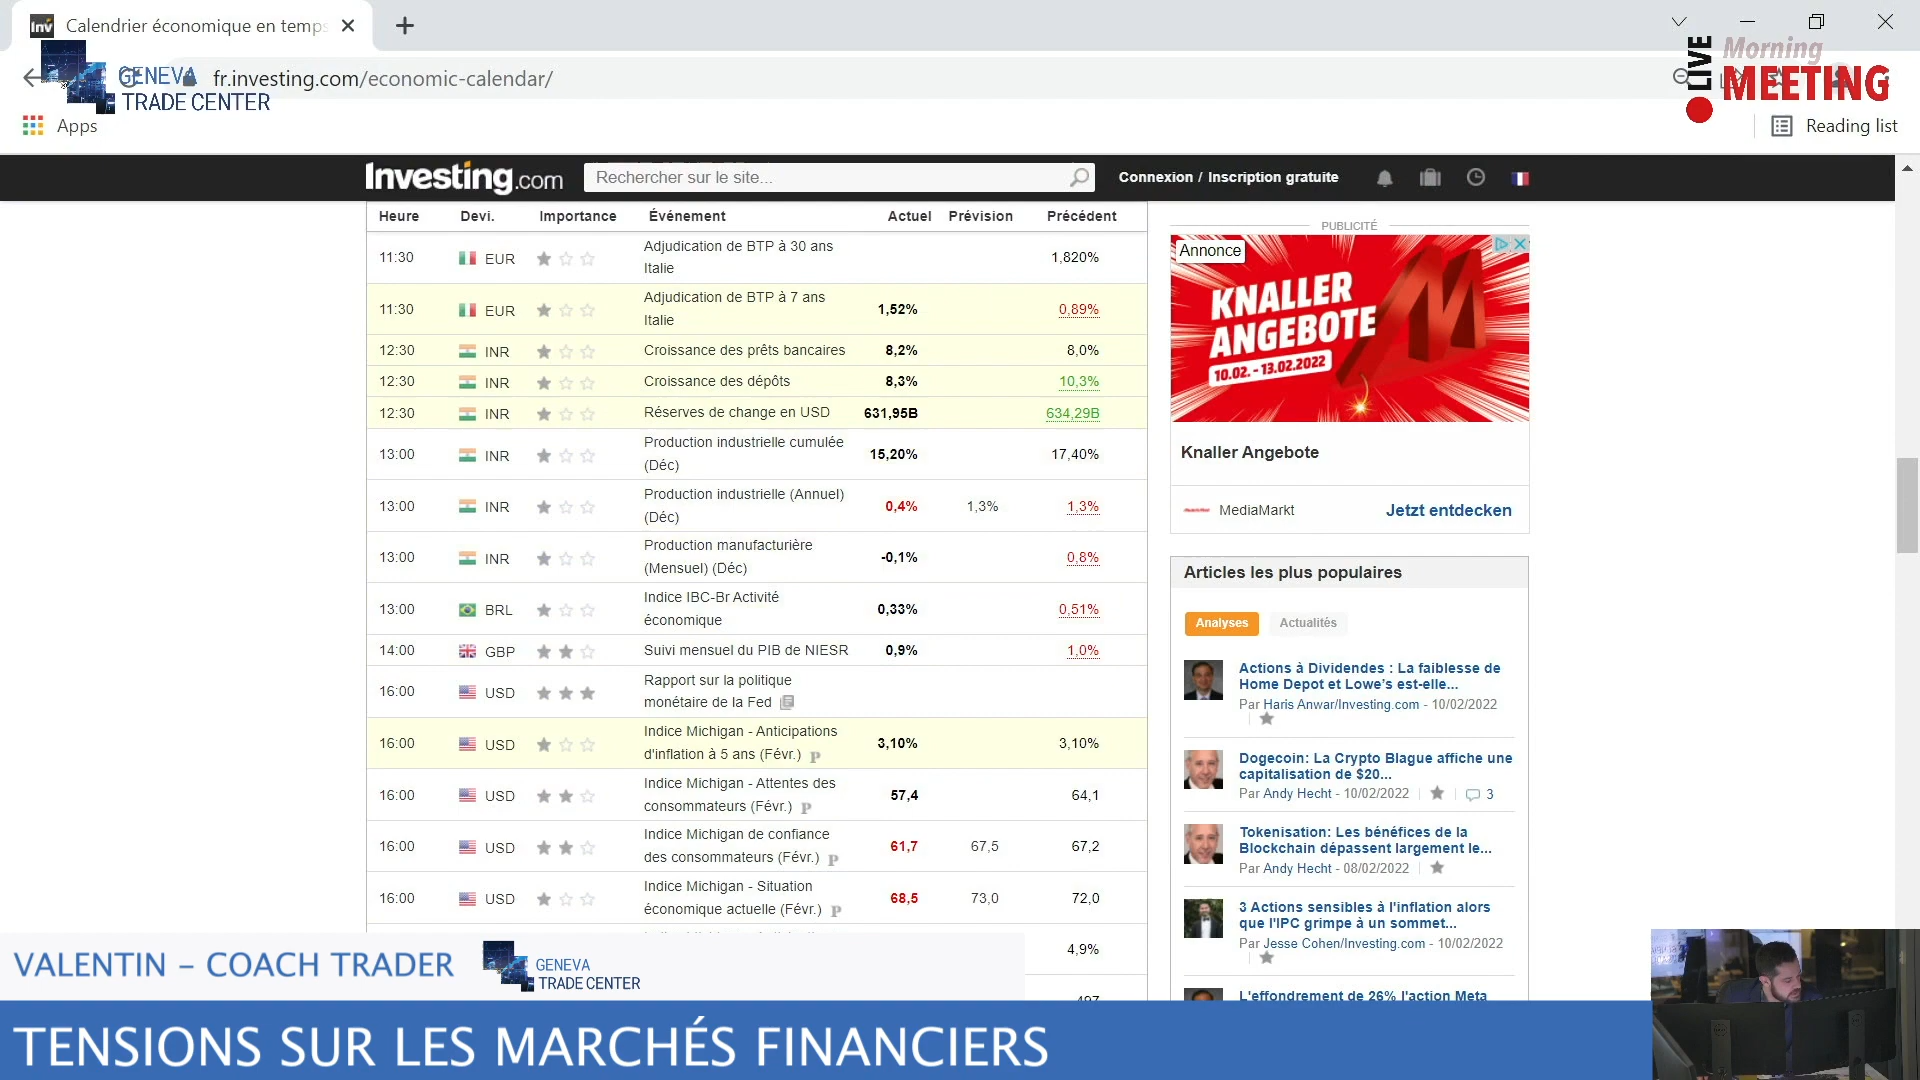 Inv Calendrier économique en temps
GENEVA
TRADE CENTER
fr.investing.com/economic-calendar/
LIVE
Morning
MEETING
Apps
Reading list
Investing.com
Rechercher sur le site...
Connexion / Inscription gratuite
Heure Devi. Importance Événement Actuel Prévision Précédent
11:30 EUR Adjudication de BTP à 30 ans
Italie 1,820%
11:30 EUR Adjudication de BTP à 7 ans
Italie 1,52% 0,89%
12:30 INR Croissance des prêts bancaires 8,2% 8,0%
12:30 INR Croissance des dépôts 8,3% 10,3%
12:30 INR Réserves de change en USD 631,95B 634,29B
13:00 INR Production industrielle cumulée
(Déc) 15,20% 17,40%
13:00 INR Production industrielle (Annuel)
(Déc) 0,4% 1,3% 1,3%
13:00 INR Production manufacturière
(Mensuel) (Déc) -0,1% 0,8%
13:00 BRL Indice IBC-Br Activité
économique 0,33% 0,51%
14:00 GBP Suivi mensuel du PIB de NIESR 0,9% 1,0%
16:00 USD Rapport sur la politique
monétaire de la Fed
16:00 USD Indice Michigan - Anticipations
d'inflation à 5 ans (Févr.) P 3,10% 3,10%
16:00 USD Indice Michigan - Attentes des
consommateurs (Févr.) P 57,4 64,1
16:00 USD Indice Michigan de confiance
des consommateurs (Févr.) P 61,7 67,5 67,2
16:00 USD Indice Michigan - Situation
économique actuelle (Févr.) P 68,5 73,0 72,0
4,9%
497
PUBLICITÉ
Annonce
KNALLER
ANGEBOTE
10.02. - 13.02.2022
Knaller Angebote
MediaMarkt
Jetzt entdecken
Articles les plus populaires
Analyses Actualités
Actions à Dividendes : La faiblesse de
Home Depot et Lowe's est-elle...
Par Haris Anwar/Investing.com - 10/02/2022
Dogecoin: La Crypto Blague affiche une
capitalisation de $20...
Par Andy Hecht - 10/02/2022 3
Tokenisation: Les bénéfices de la
Blockchain dépassent largement le...
Par Andy Hecht - 08/02/2022
3 Actions sensibles à l'inflation alors
que l'IPC grimpe à un sommet...
Par Jesse Cohen/Investing.com - 10/02/2022
L'effondrement de 26% l'action Meta
VALENTIN – COACH TRADER
GENEVA
TRADE CENTER
TENSIONS SUR LES MARCHÉS FINANCIERS